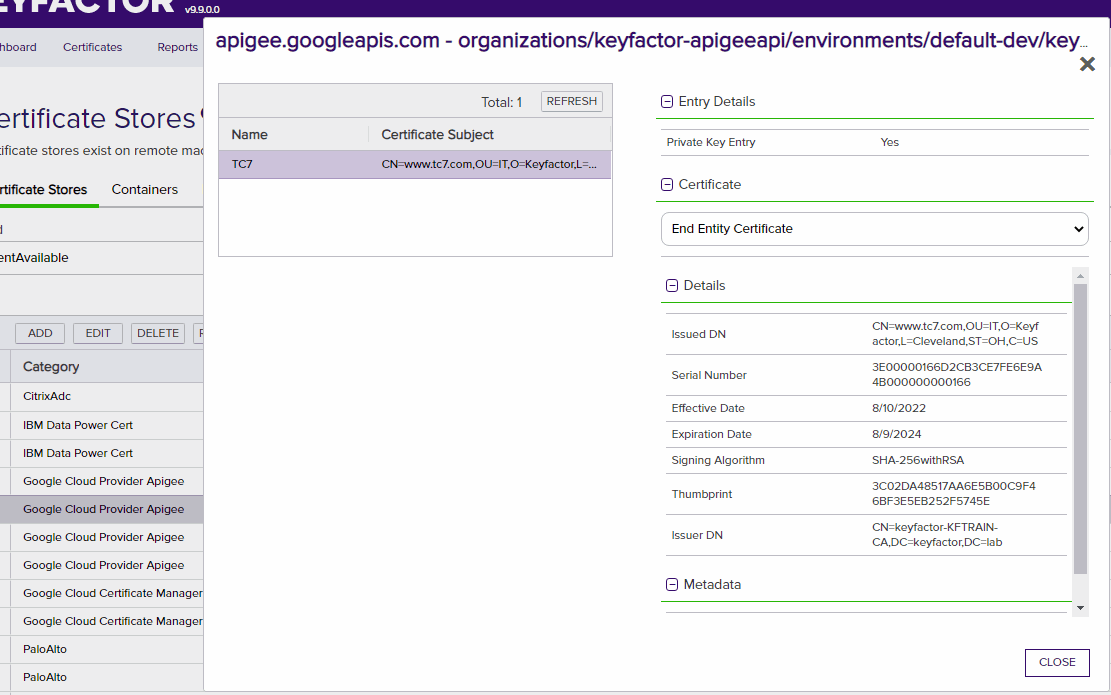 EYFACTOR v9.9.0.0
hboard Certificates Reports
ertificate Stores
tificate stores exist on remote mac
rtificate Stores Containers
d
entAvailable
ADD EDIT DELETE
Category
CitrixAdc
IBM Data Power Cert
IBM Data Power Cert
Google Cloud Provider Apigee
Google Cloud Provider Apigee
Google Cloud Provider Apigee
Google Cloud Provider Apigee
Google Cloud Certificate Manager
Google Cloud Certificate Manager
PaloAlto
PaloAlto
apigee.googleapis.com - organizations/keyfactor-apigeeapi/environments/default-dev/key...
Total: 1 REFRESH
Name Certificate Subject
TC7 CN=www.tc7.com,OU=IT,O=Keyfactor,L=...
Entry Details
Private Key Entry Yes
Certificate
End Entity Certificate
Details
Issued DN CN=www.tc7.com,OU=IT,O=Keyf
actor,L=Cleveland,ST=OH,C=US
Serial Number 3E00000166D2CB3CE7FE6E9A
4B000000000166
Effective Date 8/10/2022
Expiration Date 8/9/2024
Signing Algorithm SHA-256withRSA
Thumbprint 3C02DA48517AA6E5B00C9F4
6BF3E5EB252F5745E
Issuer DN CN=keyfactor-KFTRAIN-
CA,DC=keyfactor,DC=lab
Metadata
CLOSE